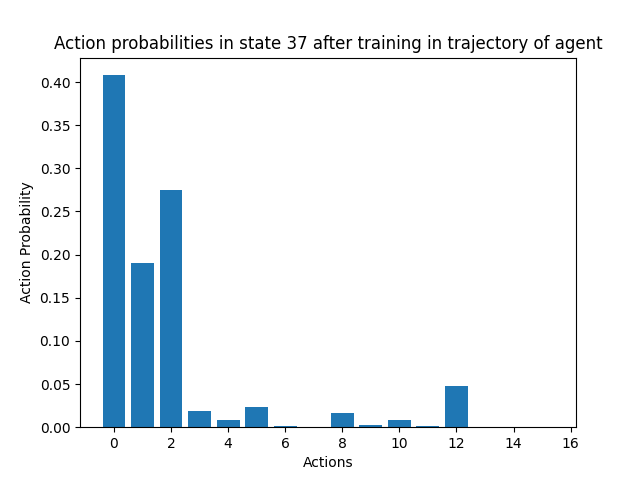 Action probabilities in state 37 after training in trajectory of agent
0.40
0.35
0.30
0.25
0.20
0.15
0.10
0.05
0.00
Action Probability
0 2 4 6 8 10 12 14 16
Actions